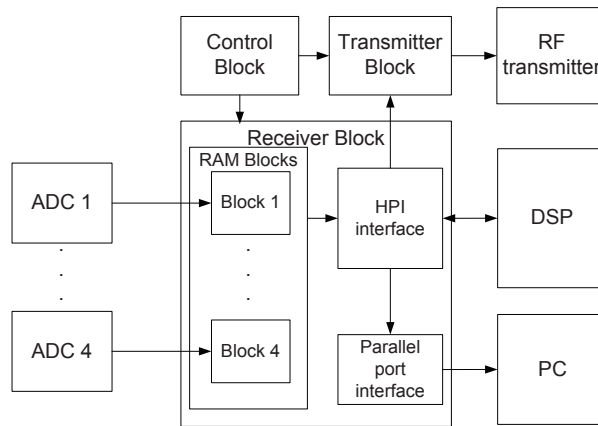 Control
Block
Transmitter
Block
RF
transmitter
Receiver Block
RAM Blocks
ADC 1
Block 1
HPI
interface
DSP
ADC 4
Block 4
Parallel
port
interface
PC